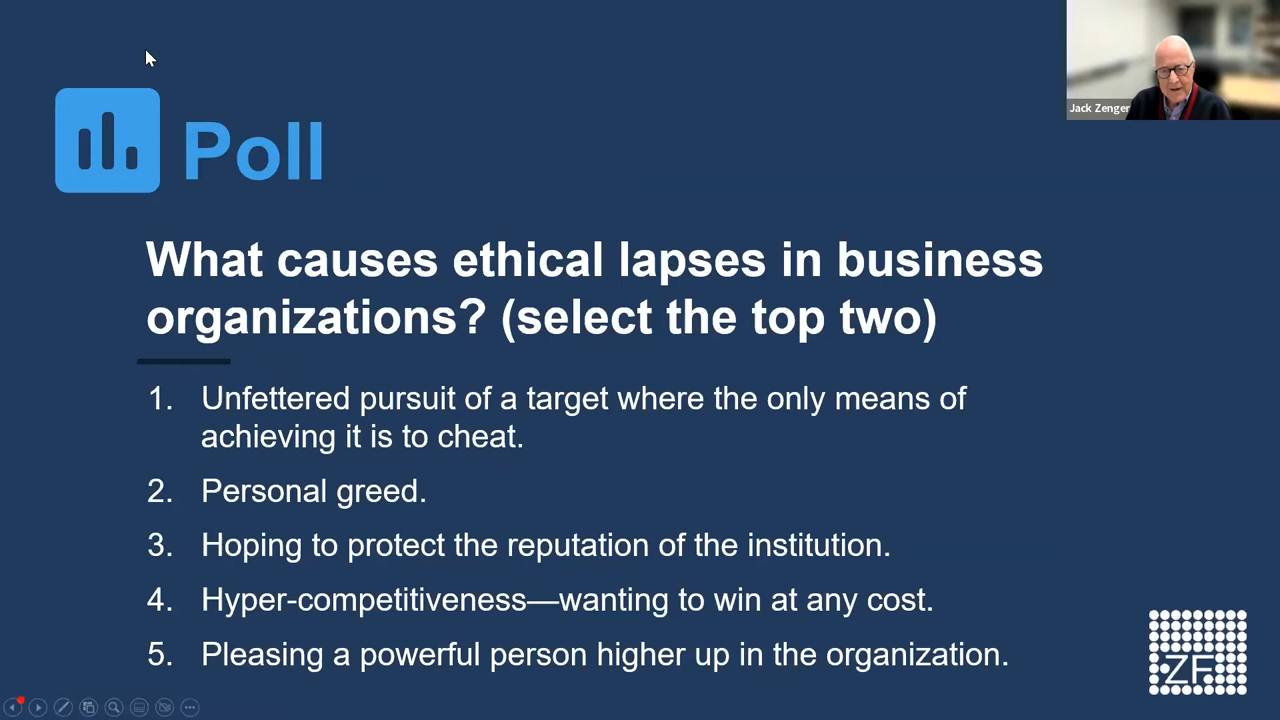 Jack Zenger
Poll
What causes ethical lapses in business
organizations? (select the top two)
1. Unfettered pursuit of a target where the only means of
achieving it is to cheat.
2. Personal greed.
3. Hoping to protect the reputation of the institution.
4. Hyper-competitiveness—wanting to win at any cost.
5. Pleasing a powerful person higher up in the organization.
ZF